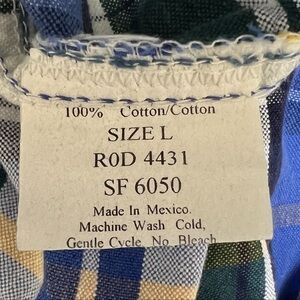 100% Cotton/Cotton
SIZE L
R0D 4431
SF 6050
Made In Mexico.
Machine Wash Cold,
Gentle Cycle, No Bleach